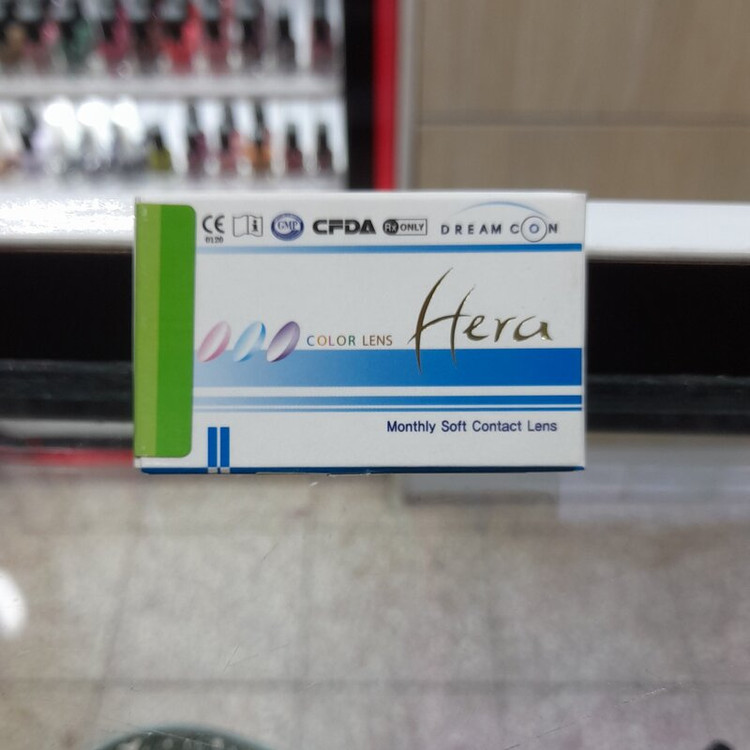 CE GMP CFDA Rx ONLY DREAM CON
0120
COLOR LENS Hera
Monthly Soft Contact Lens